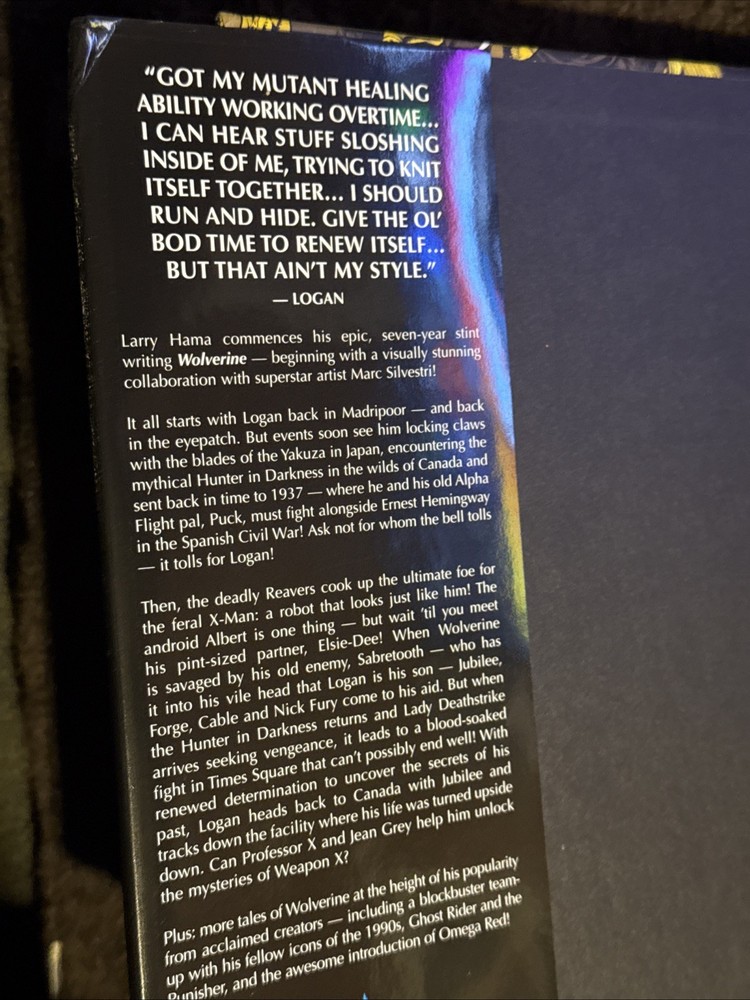 “GOT MY MUTANT HEALING
ABILITY WORKING OVERTIME...
I CAN HEAR STUFF SLOSHING
INSIDE OF ME, TRYING TO KNIT
ITSELF TOGETHER... I SHOULD
RUN AND HIDE. GIVE THE OL’
BOD TIME TO RENEW ITSELF...
BUT THAT AIN’T MY STYLE.”
— LOGAN
Larry Hama commences his epic, seven-year stint
writing Wolverine — beginning with a visually stunning
collaboration with superstar artist Marc Silvestri!
It all starts with Logan back in Madripoor — and back
in the eyepatch. But events soon see him locking claws
with the blades of the Yakuza in Japan, encountering the
mythical Hunter in Darkness in the wilds of Canada and
sent back in time to 1937 — where he and his old Alpha
Flight pal, Puck, must fight alongside Ernest Hemingway
in the Spanish Civil War! Ask not for whom the bell tolls
— it tolls for Logan!
Then, the deadly Reavers cook up the ultimate foe for
the feral X-Man: a robot that looks just like him! The
android Albert is one thing — but wait ’til you meet
his pint-sized partner, Elsie-Dee! When Wolverine
is savaged by his old enemy, Sabretooth — who has
it into his vile head that Logan is his son — Jubilee,
Forge, Cable and Nick Fury come to his aid. But when
the Hunter in Darkness returns and Lady Deathstrike
arrives seeking vengeance, it leads to a blood-soaked
fight in Times Square that can’t possibly end well! With
renewed determination to uncover the secrets of his
past, Logan heads back to Canada with Jubilee and
tracks down the facility where his life was turned upside
down. Can Professor X and Jean Grey help him unlock
the mysteries of Weapon X?
Plus: more tales of Wolverine at the height of his popularity
from acclaimed creators — including a blockbuster team-
up with his fellow icons of the 1990s, Ghost Rider and the
Punisher, and the awesome introduction of Omega Red!